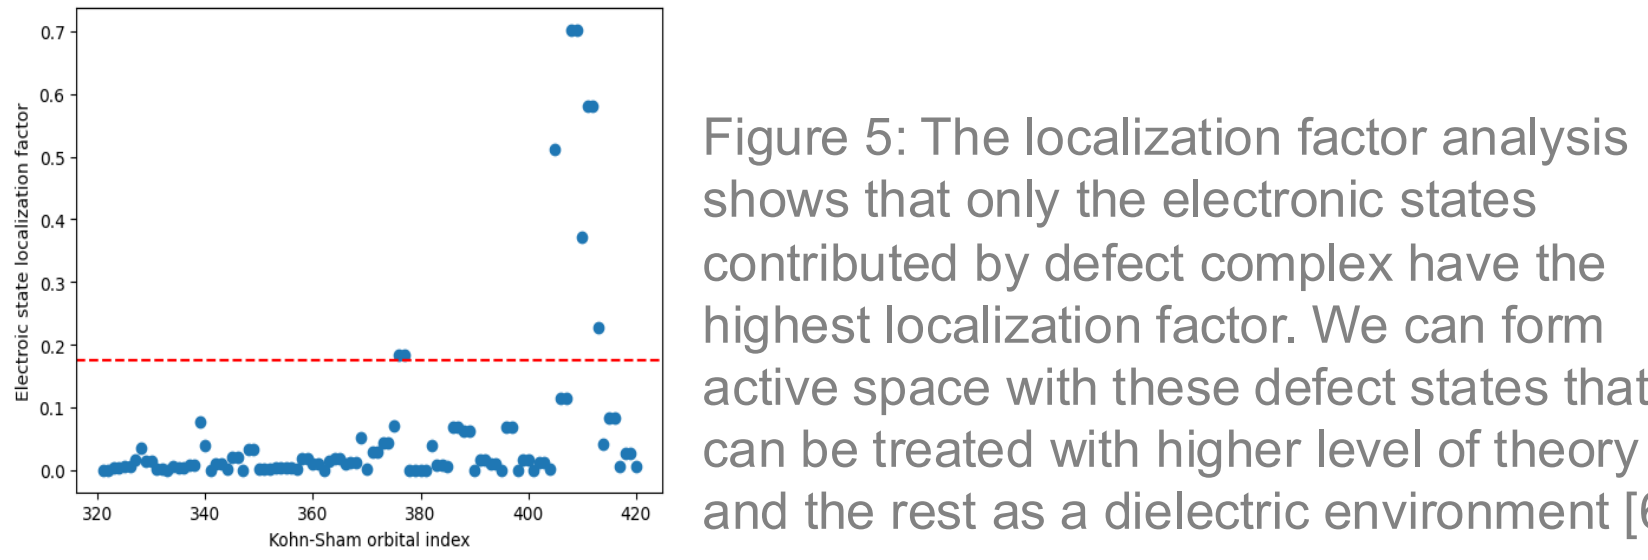 0.7
0.6
0.5
0.4
0.3
0.2
0.1
0.0
Electroic state localization factor
320 340 360 380 400 420
Kohn-Sham orbital index
Figure 5: The localization factor analysis
shows that only the electronic states
contributed by defect complex have the
highest localization factor. We can form
active space with these defect states that
can be treated with higher level of theory
and the rest as a dielectric environment [6